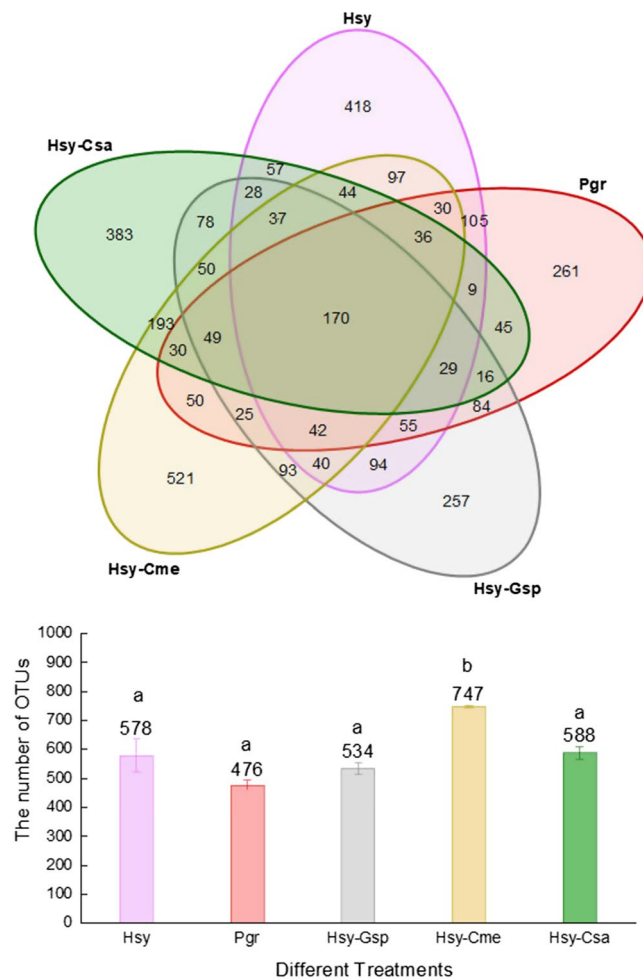 Hsy
418
Hsy-Csa
57
97
28
44
Pgr
78
37
30
105
36
383
50
261
9
193
49
170
45
30
29
16
50
25
42
55
84
521
93
40
94
257
Hsy-Cme
Hsy-Gsp
The number of OTUs
1000
900
800
700
600
500
400
300
200
100
0
a
578
a
476
a
534
b
747
a
588
Hsy
Pgr
Hsy-Gsp
Hsy-Cme
Hsy-Csa
Different Treatments